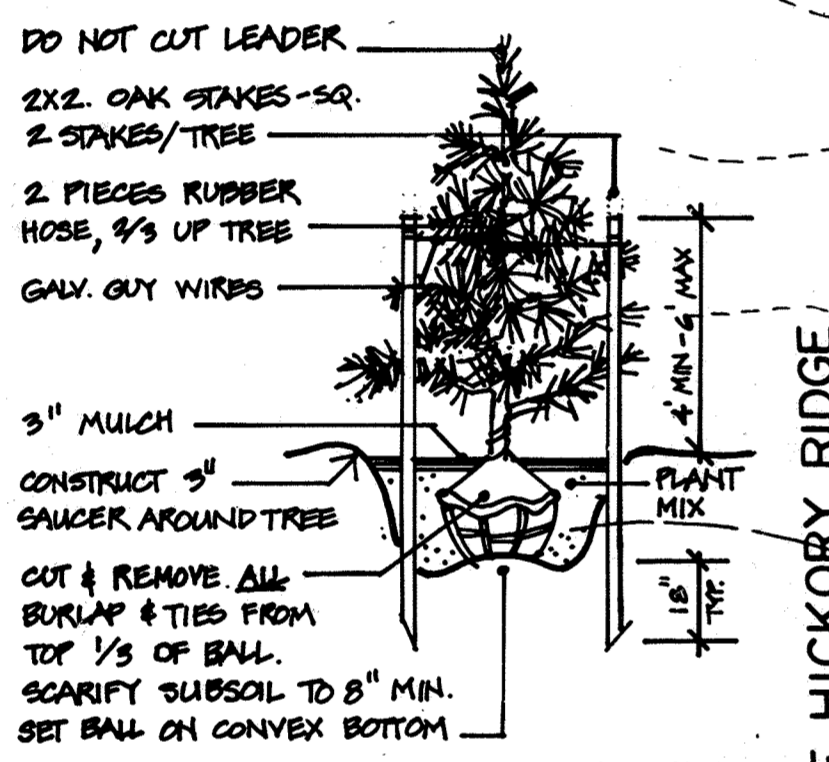 DO NOT CUT LEADER
2X2. OAK STAKES-SQ.
2 STAKES/TREE
2 PIECES RUBBER
HOSE, 2/3 UP TREE
GALV. GUY WIRES
3" MULCH
CONSTRUCT 3"
SAUCER AROUND TREE
CUT & REMOVE. ALL
BURLAP & TIES FROM
TOP 1/3 OF BALL.
SCARIFY SUBSOIL TO 8" MIN.
SET BALL ON CONVEX BOTTOM
4' MIN-6' MAX
PLANT
MIX
18"
TYP.
HICKORY RIDGE